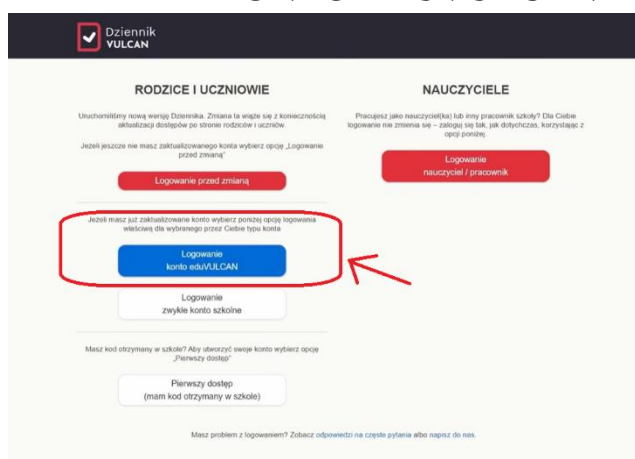 Dziennik
VULCAN
RODZICE I UCZNIOWIE
Uruchomiliśmy nową wersję Dziennika. Zmiana ta wiąże się z koniecznością
aktualizacji dostępów po stronie rodziców i uczniów.
Jeżeli jeszcze nie masz zaktualizowanego konta wybierz opcję „Logowanie
przed zmianą”
Logowanie przed zmianą
Jeżeli masz już zaktualizowane konto wybierz poniżej opcję logowania
właściwą dla wybranego przez Ciebie typu konta
Logowanie
konto eduVULCAN
Logowanie
zwykłe konto szkolne
Masz kod otrzymany w szkole? Aby utworzyć swoje konto wybierz opcję
„Pierwszy dostęp”
Pierwszy dostęp
(mam kod otrzymany w szkole)
NAUCZYCIELE
Pracujesz jako nauczyciel(ka) lub inny pracownik szkoły? Dla Ciebie
logowanie nie zmienia się – zaloguj się tak, jak dotychczas, korzystając z
opcji poniżej.
Logowanie
nauczyciel / pracownik
Masz problem z logowaniem? Zobacz odpowiedzi na częste pytania albo napisz do nas.